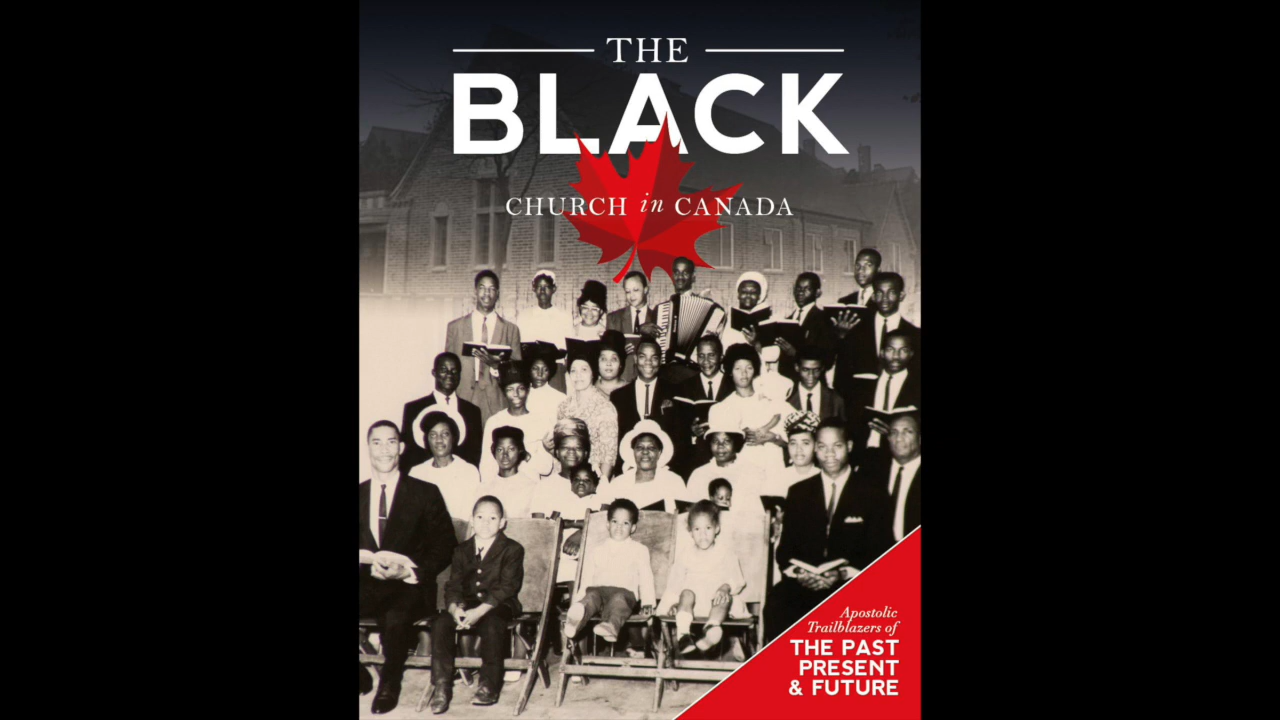 THE
BLACK
CHURCH in CANADA
Apostolic
Trailblazers of
THE PAST
PRESENT
& FUTURE